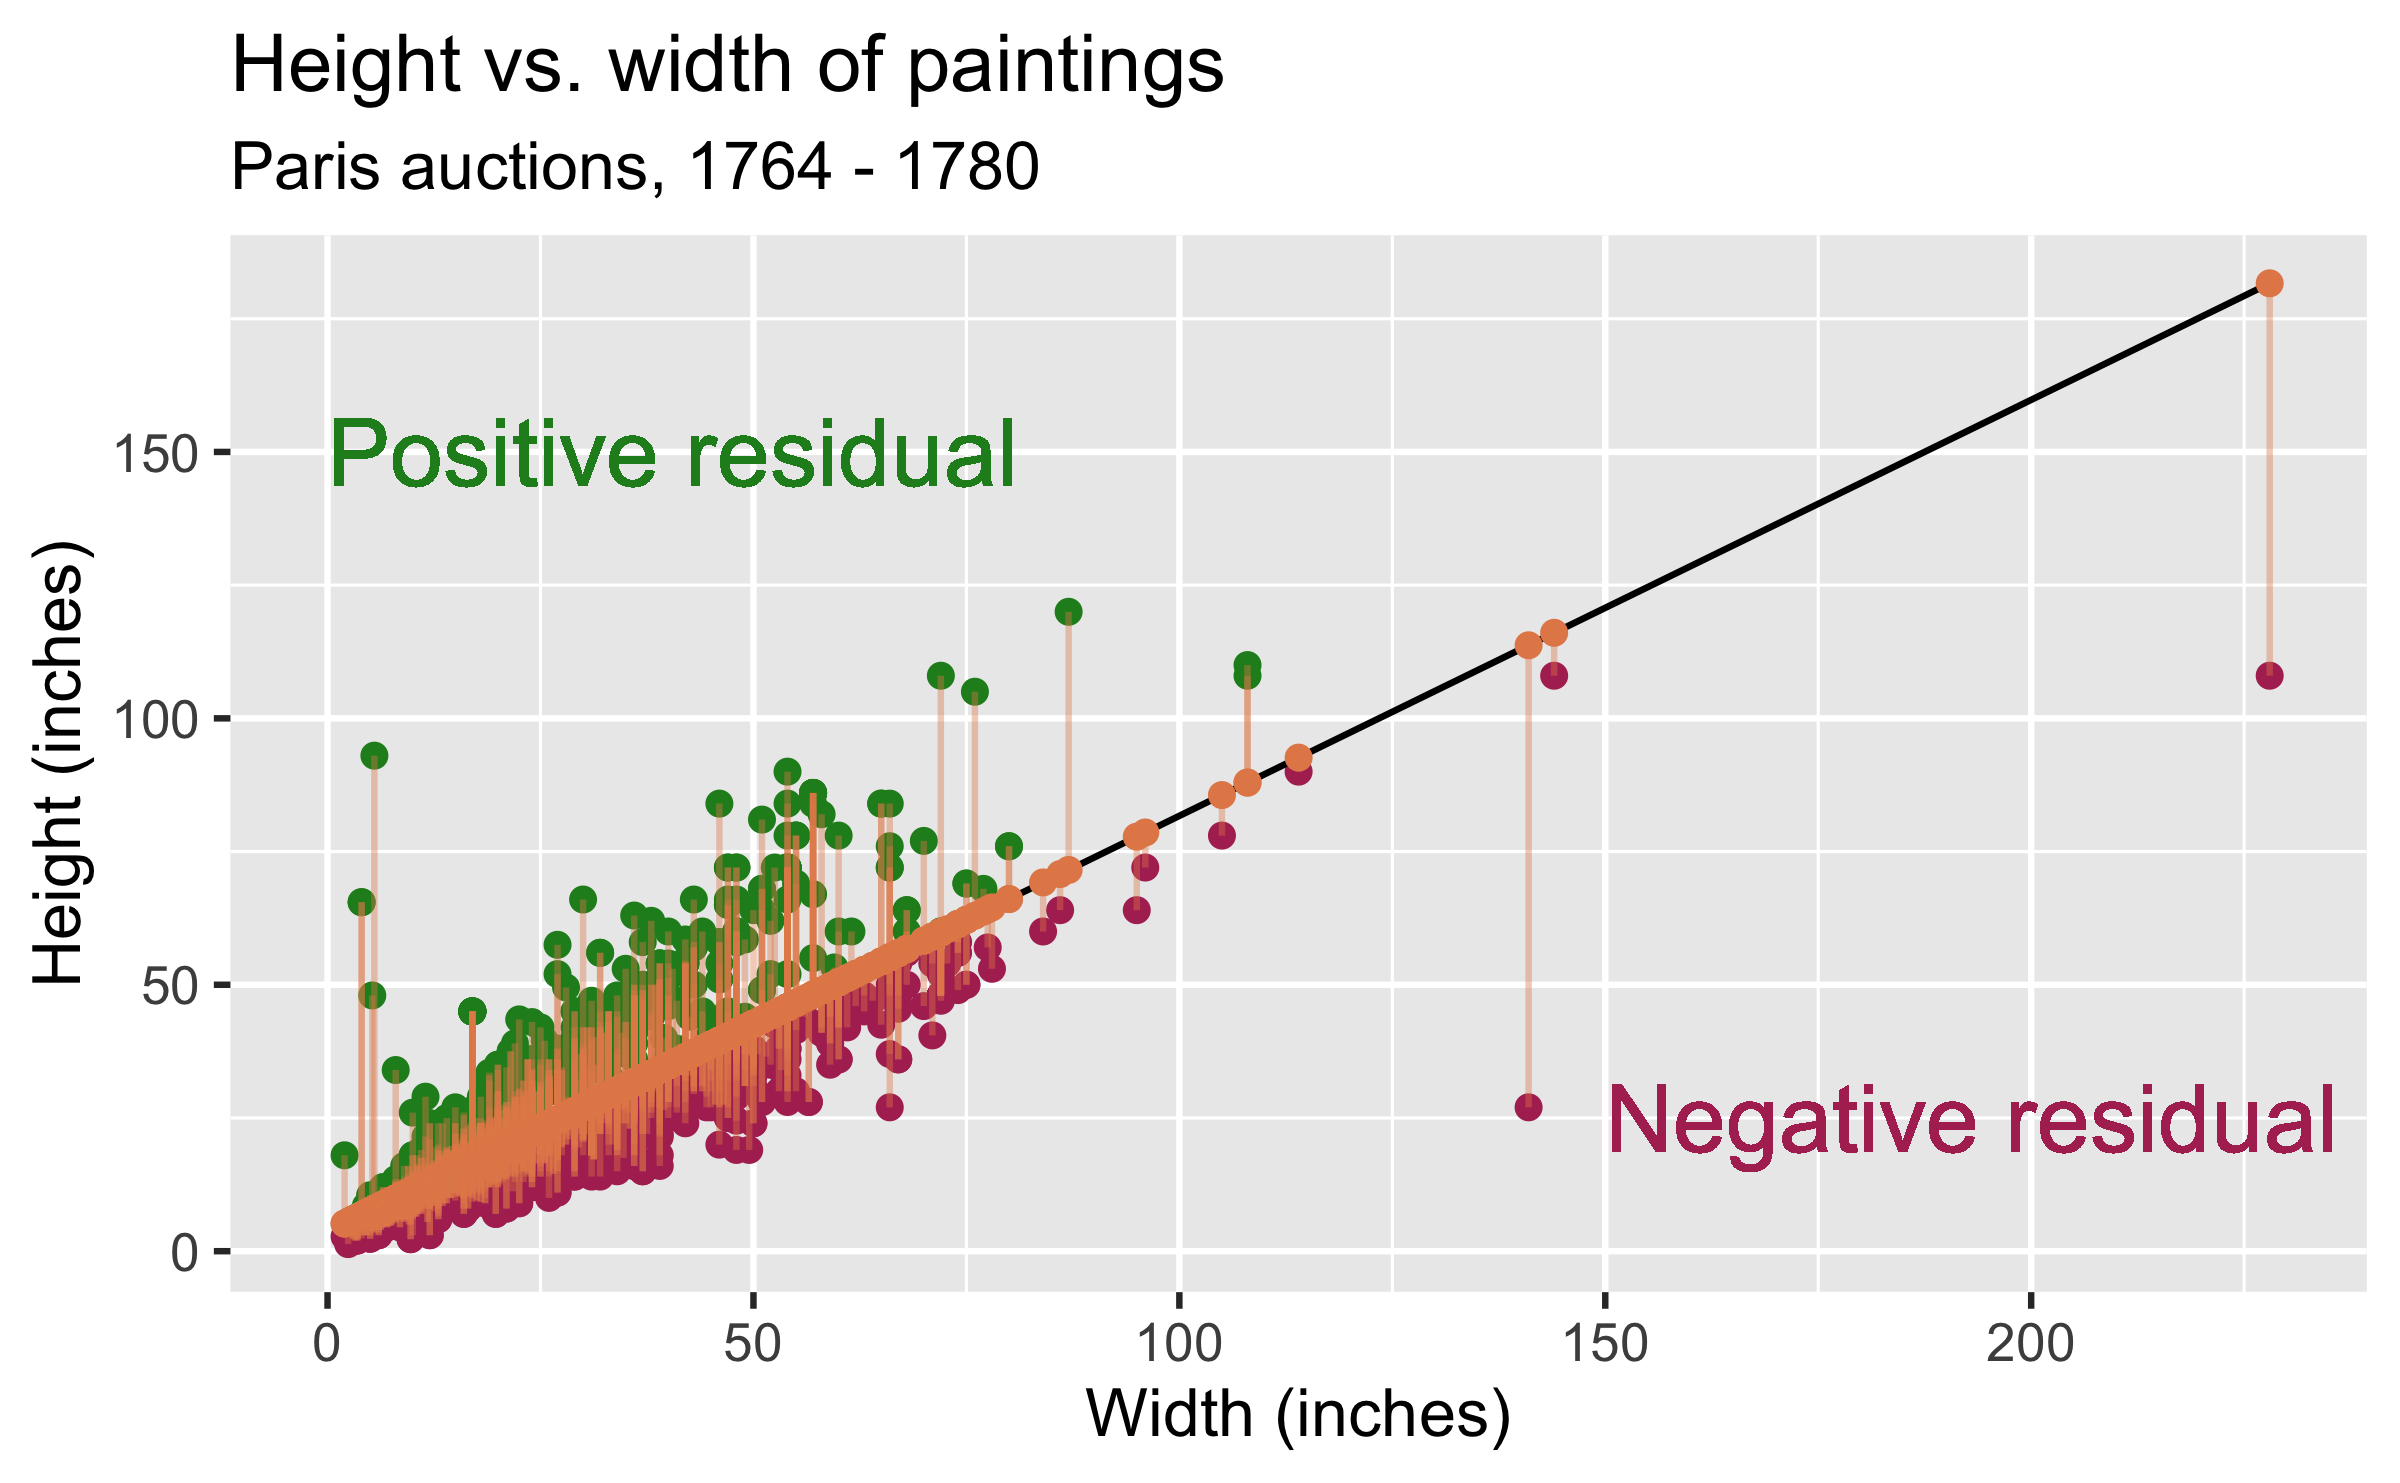 Height vs. width of paintings
Paris auctions, 1764 - 1780
Positive residual
Negative residual
150
100
50
0
0 50 100 150 200
Width (inches)
Height (inches)